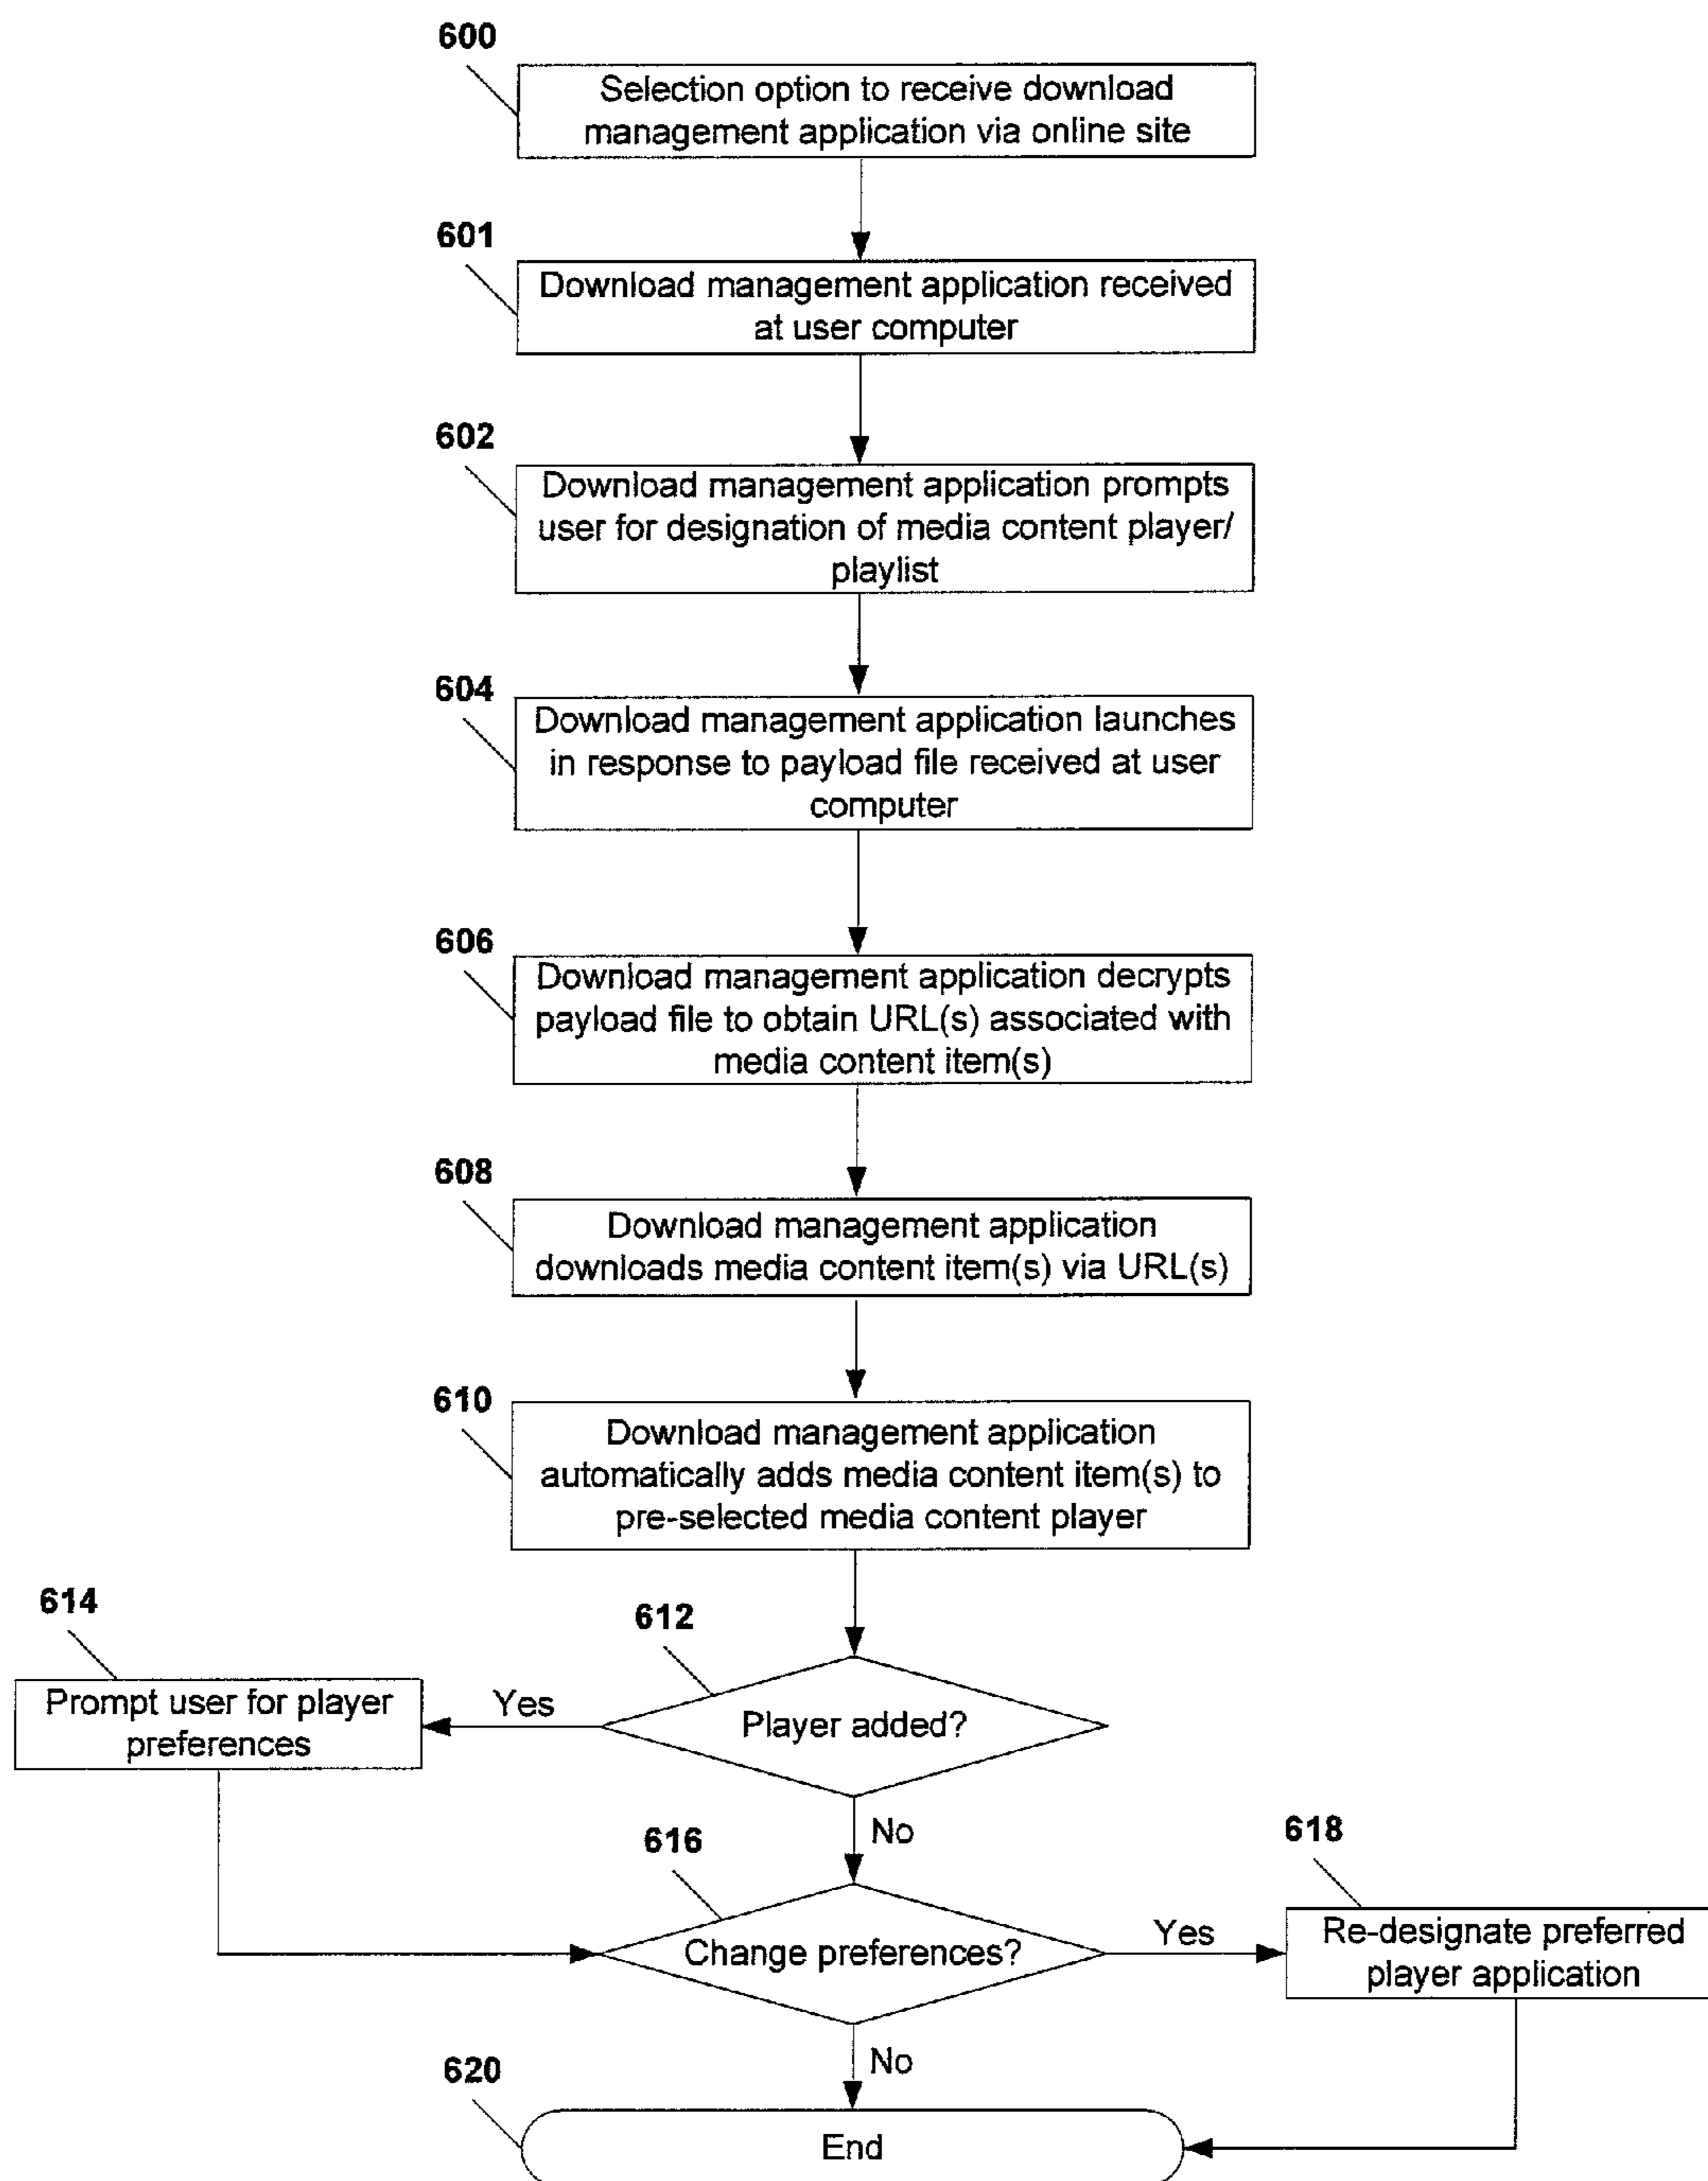 600
Selection option to receive download
management application via online site
601
Download management application received
at user computer
602
Download management application prompts
user for designation of media content player/
playlist
604
Download management application launches
in response to payload file received at user
computer
606
Download management application decrypts
payload file to obtain URL(s) associated with
media content item(s)
608
Download management application
downloads media content item(s) via URL(s)
610
Download management application
automatically adds media content item(s) to
pre-selected media content player
614
Prompt user for player
preferences
Yes
612
Player added?
No
616
Change preferences?
Yes
618
Re-designate preferred
player application
No
620
End